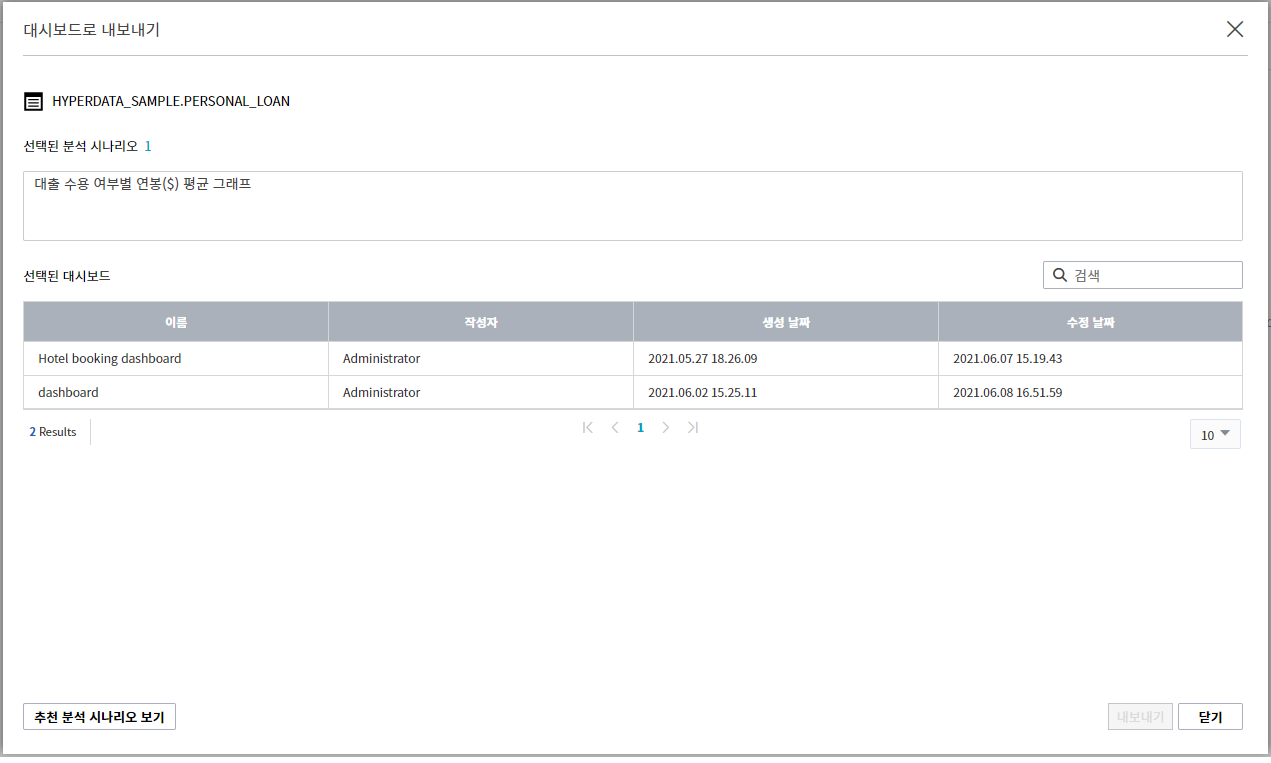 대시보드로 내보내기
HYPERDATA_SAMPLE.PERSONAL_LOAN
선택된 분석 시나리오 1
대출 수용 여부별 연봉($) 평균 그래프
선택된 대시보드
검색
이름 작성자 생성 날짜 수정 날짜
Hotel booking dashboard Administrator 2021.05.27 18.26.09 2021.06.07 15.19.43
dashboard Administrator 2021.06.02 15.25.11 2021.06.08 16.51.59
2 Results 1 10
추천 분석 시나리오 보기 내보내기 닫기